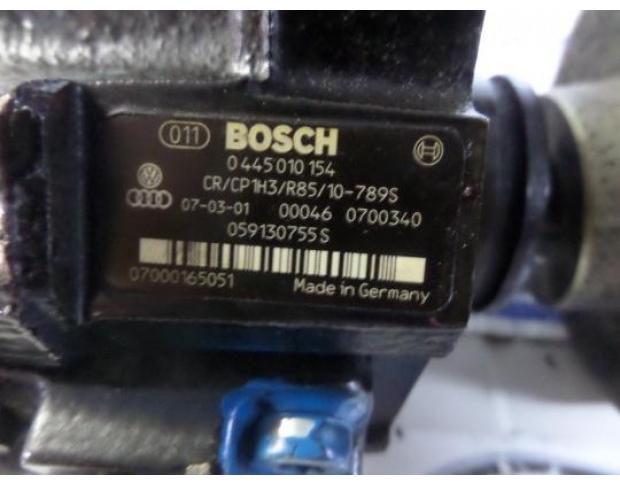 011 BOSCH
0 445 010 154
CR/CP1H3/R85/10-789S
07-03-01 00046 0700340
059130755S
07000165051 Made in Germany